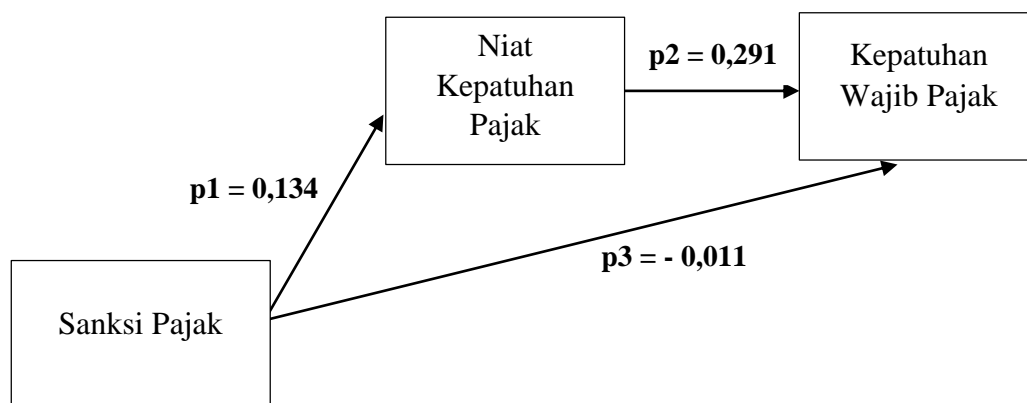 Niat
Kepatuhan
Pajak
p2 = 0,291
Kepatuhan
Wajib Pajak
p1 = 0,134
p3 = - 0,011
Sanksi Pajak